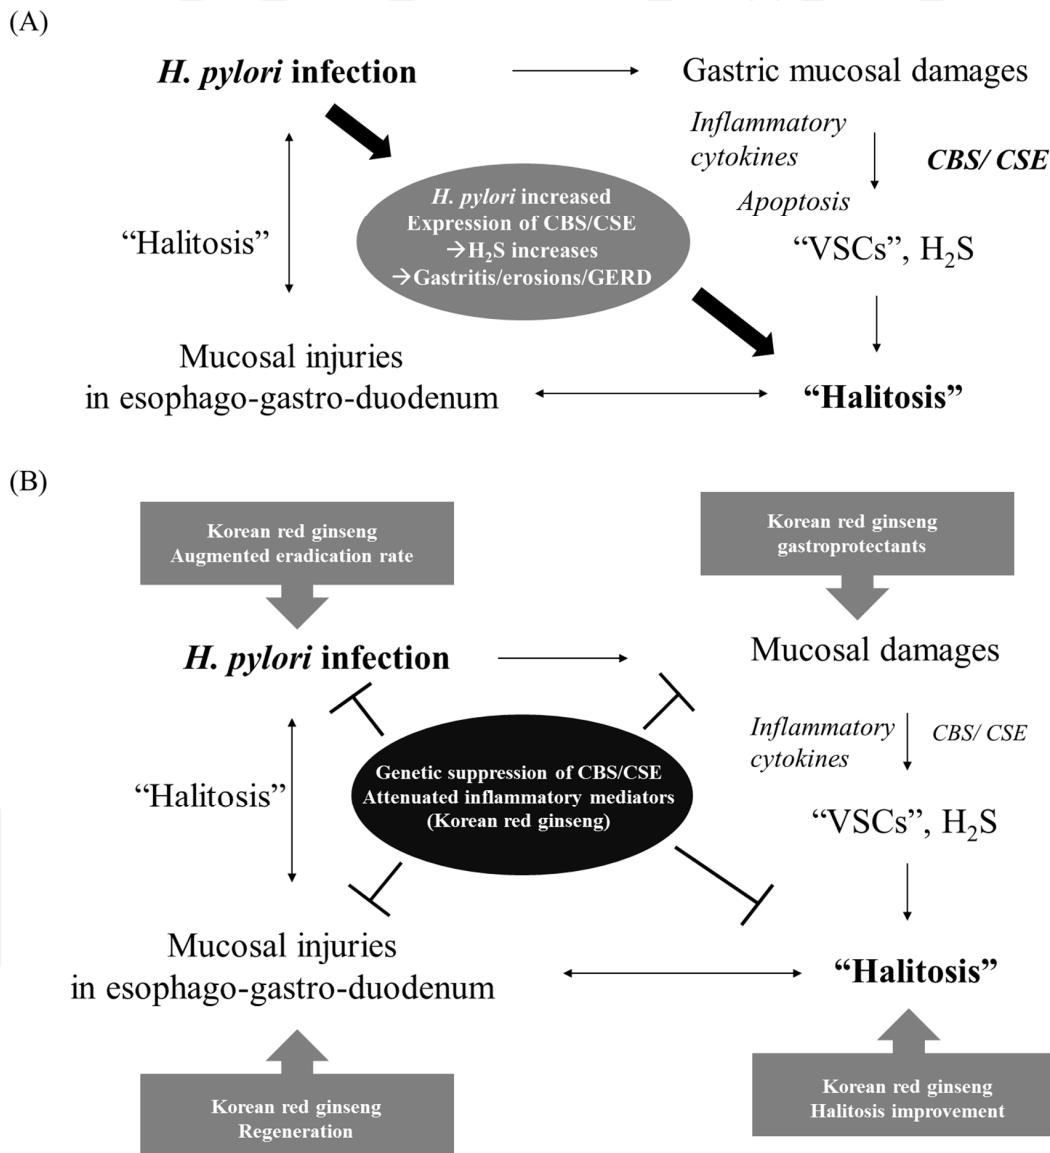 (A)
H. pylori infection
Gastric mucosal damages
Inflammatory
cytokines
CBS/ CSE
Apoptosis
H. pylori increased
Expression of CBS/CSE
→H₂S increases
→Gastritis/erosions/GERD
“Halitosis”
“VSCs”, H₂S
Mucosal injuries
in esophago-gastro-duodenum
“Halitosis”
(B)
Korean red ginseng
Augmented eradication rate
Korean red ginseng
gastroprotectants
H. pylori infection
Mucosal damages
Inflammatory
cytokines
CBS/ CSE
Genetic suppression of CBS/CSE
Attenuated inflammatory mediators
(Korean red ginseng)
“Halitosis”
“VSCs”, H₂S
Mucosal injuries
in esophago-gastro-duodenum
“Halitosis”
Korean red ginseng
Regeneration
Korean red ginseng
Halitosis improvement